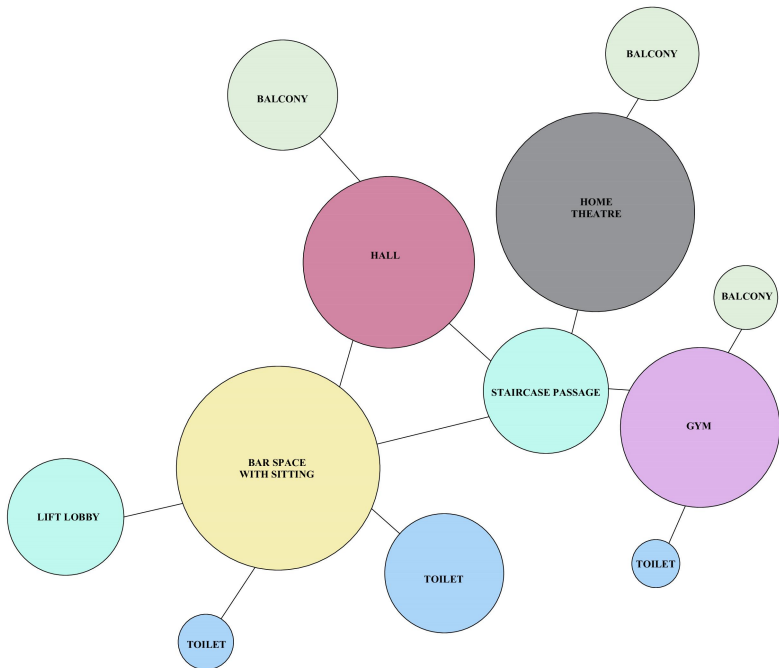 BALCONY
BALCONY
HOME
THEATRE
HALL
BALCONY
STAIRCASE PASSAGE
GYM
BAR SPACE
WITH SITTING
LIFT LOBBY
TOILET
TOILET
TOILET